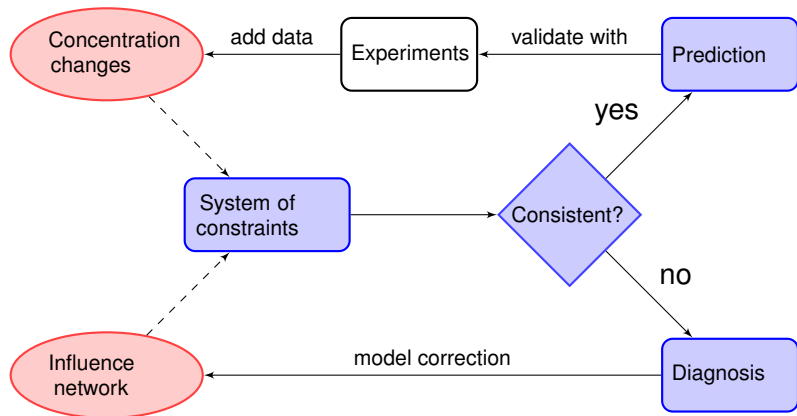 Concentration
changes
add data
Experiments
validate with
Prediction
yes
System of
constraints
Consistent?
no
Influence
network
model correction
Diagnosis